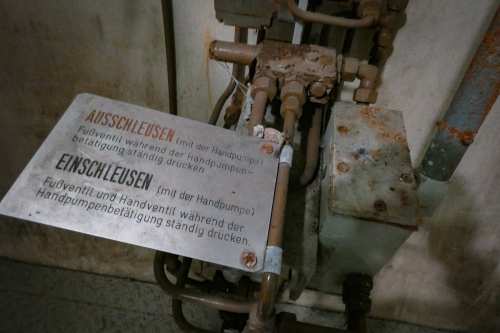 AUSSCHLEUSEN (mit der Handpumpe)
Fußventil während der Handpumpen-
betätigung ständig drücken
EINSCHLEUSEN (mit der Handpumpe)
Fußventil und Handventil während der
Handpumpenbetätigung ständig drücken.